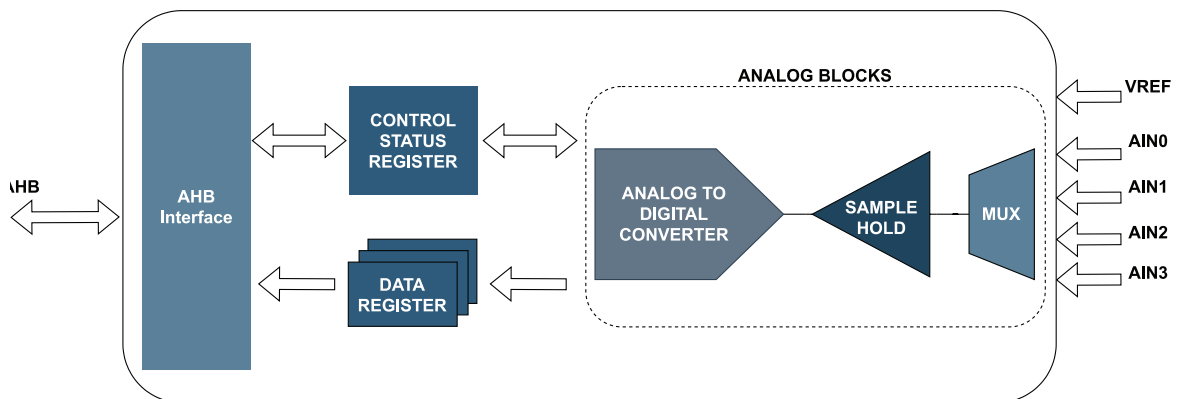 ANALOG BLOCKS
VREF
CONTROL
STATUS
REGISTER
AIN0
AHB
AHB
Interface
ANALOG TO
DIGITAL
CONVERTER
SAMPLE
HOLD
MUX
AIN1
AIN2
AIN3
DATA
REGISTER